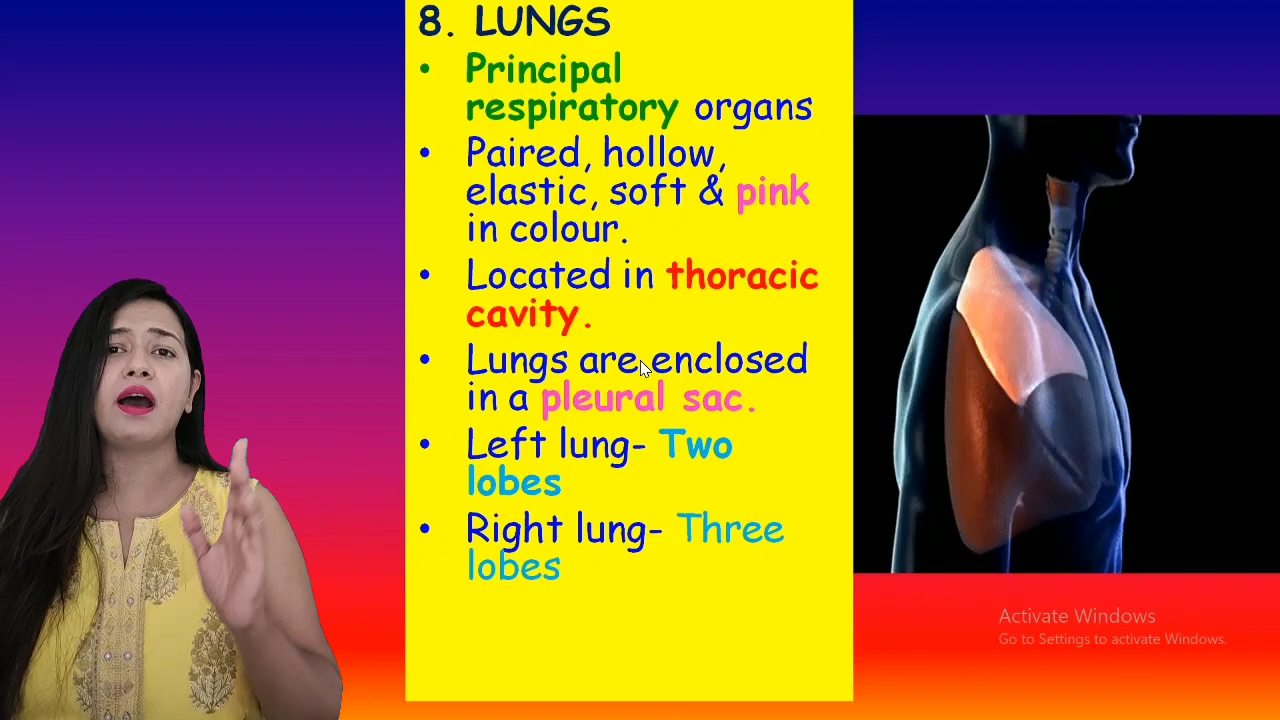 8. LUNGS
• Principal
respiratory organs
• Paired, hollow,
elastic, soft & pink
in colour.
• Located in thoracic
cavity.
• Lungs are enclosed
in a pleural sac.
• Left lung- Two
lobes
• Right lung- Three
lobes
Activate Windows
Go to Settings to activate Windows.